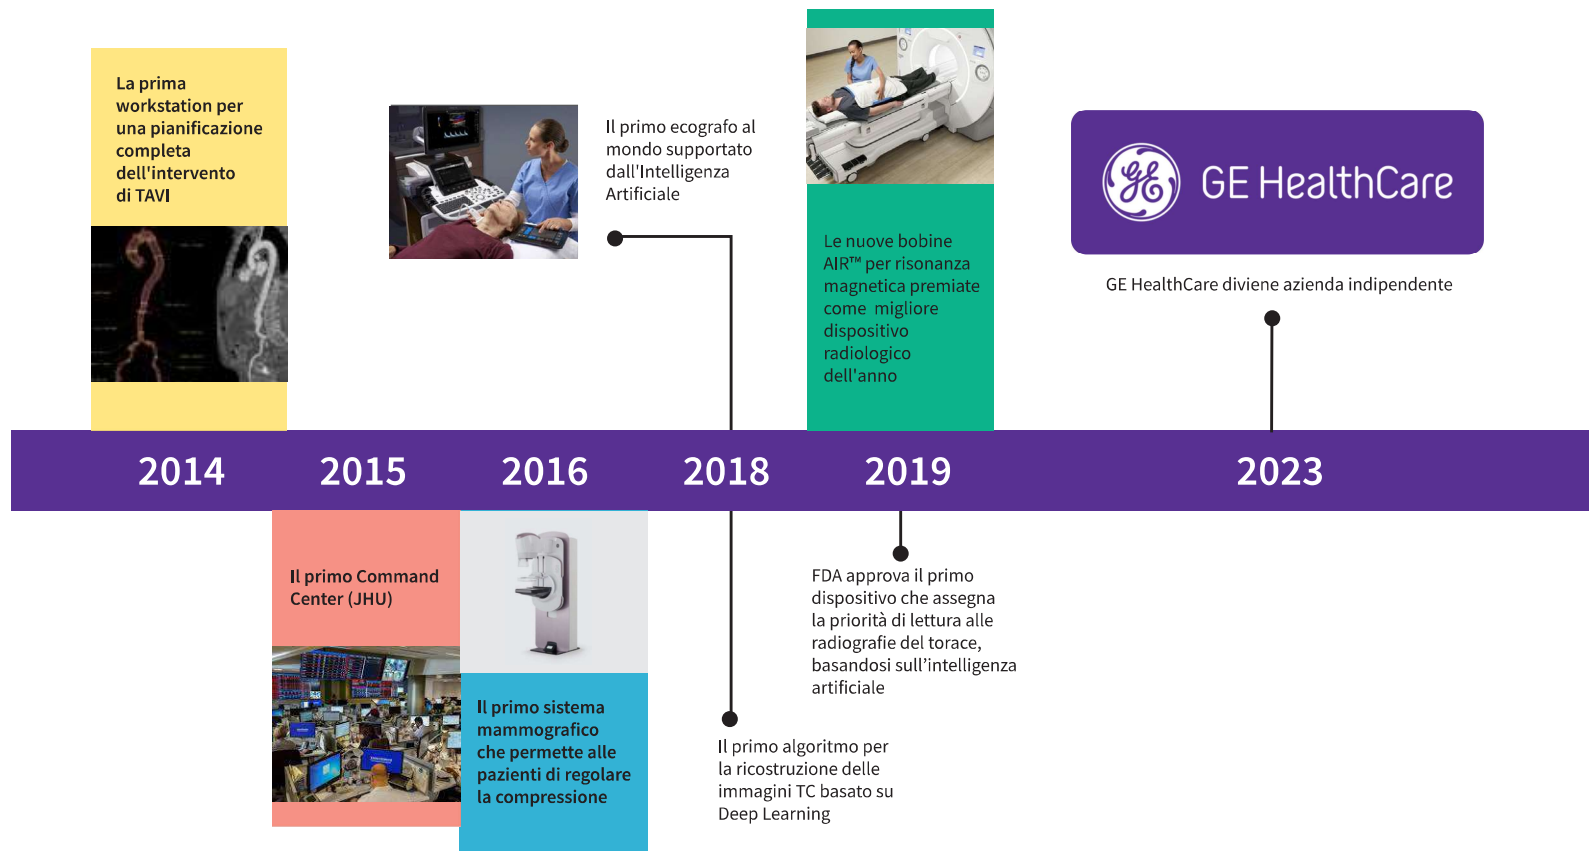 La prima
workstation per
una pianificazione
completa
dell'intervento
di TAVI
Il primo ecografo al
mondo supportato
dall'Intelligenza
Artificiale
Le nuove bobine
AIR™ per risonanza
magnetica premiate
come migliore
dispositivo
radiologico
dell'anno
GE HealthCare
GE HealthCare diviene azienda indipendente
2014 2015 2016 2018 2019 2023
Il primo Command
Center (JHU)
Il primo sistema
mammografico
che permette alle
pazienti di regolare
la compressione
Il primo algoritmo per
la ricostruzione delle
immagini TC basato su
Deep Learning
FDA approva il primo
dispositivo che assegna
la priorità di lettura alle
radiografie del torace,
basandosi sull’intelligenza
artificiale